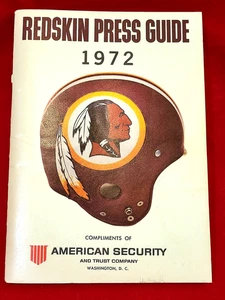 REDSKIN PRESS GUIDE
1972
COMPLIMENTS OF
AMERICAN SECURITY
AND TRUST COMPANY
WASHINGTON, D. C.